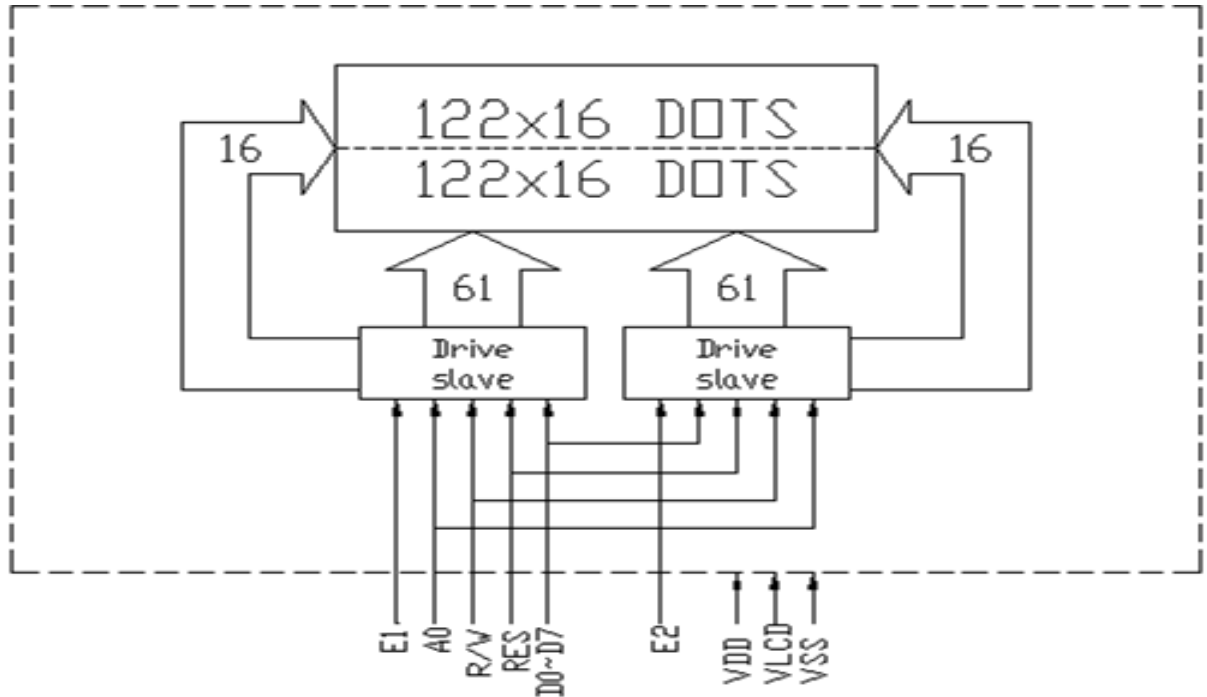 122x16 DOTS
16 16
122x16 DOTS
61 61
Drive Drive
slave slave
E1 A0 R/W RES D0~D7 E2 VDD VLCD VSS